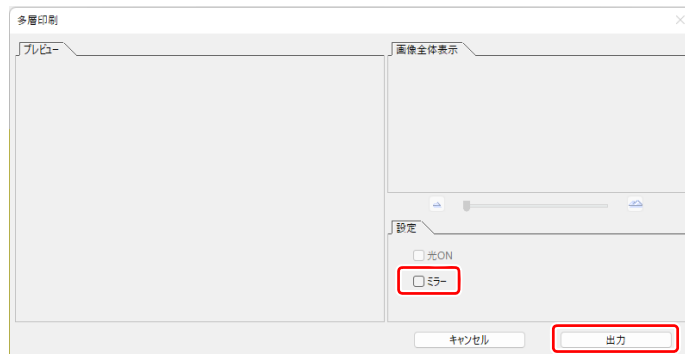 多層印刷
プレビュー
画像全体表示
設定
光ON
ミラー
キャンセル
出力